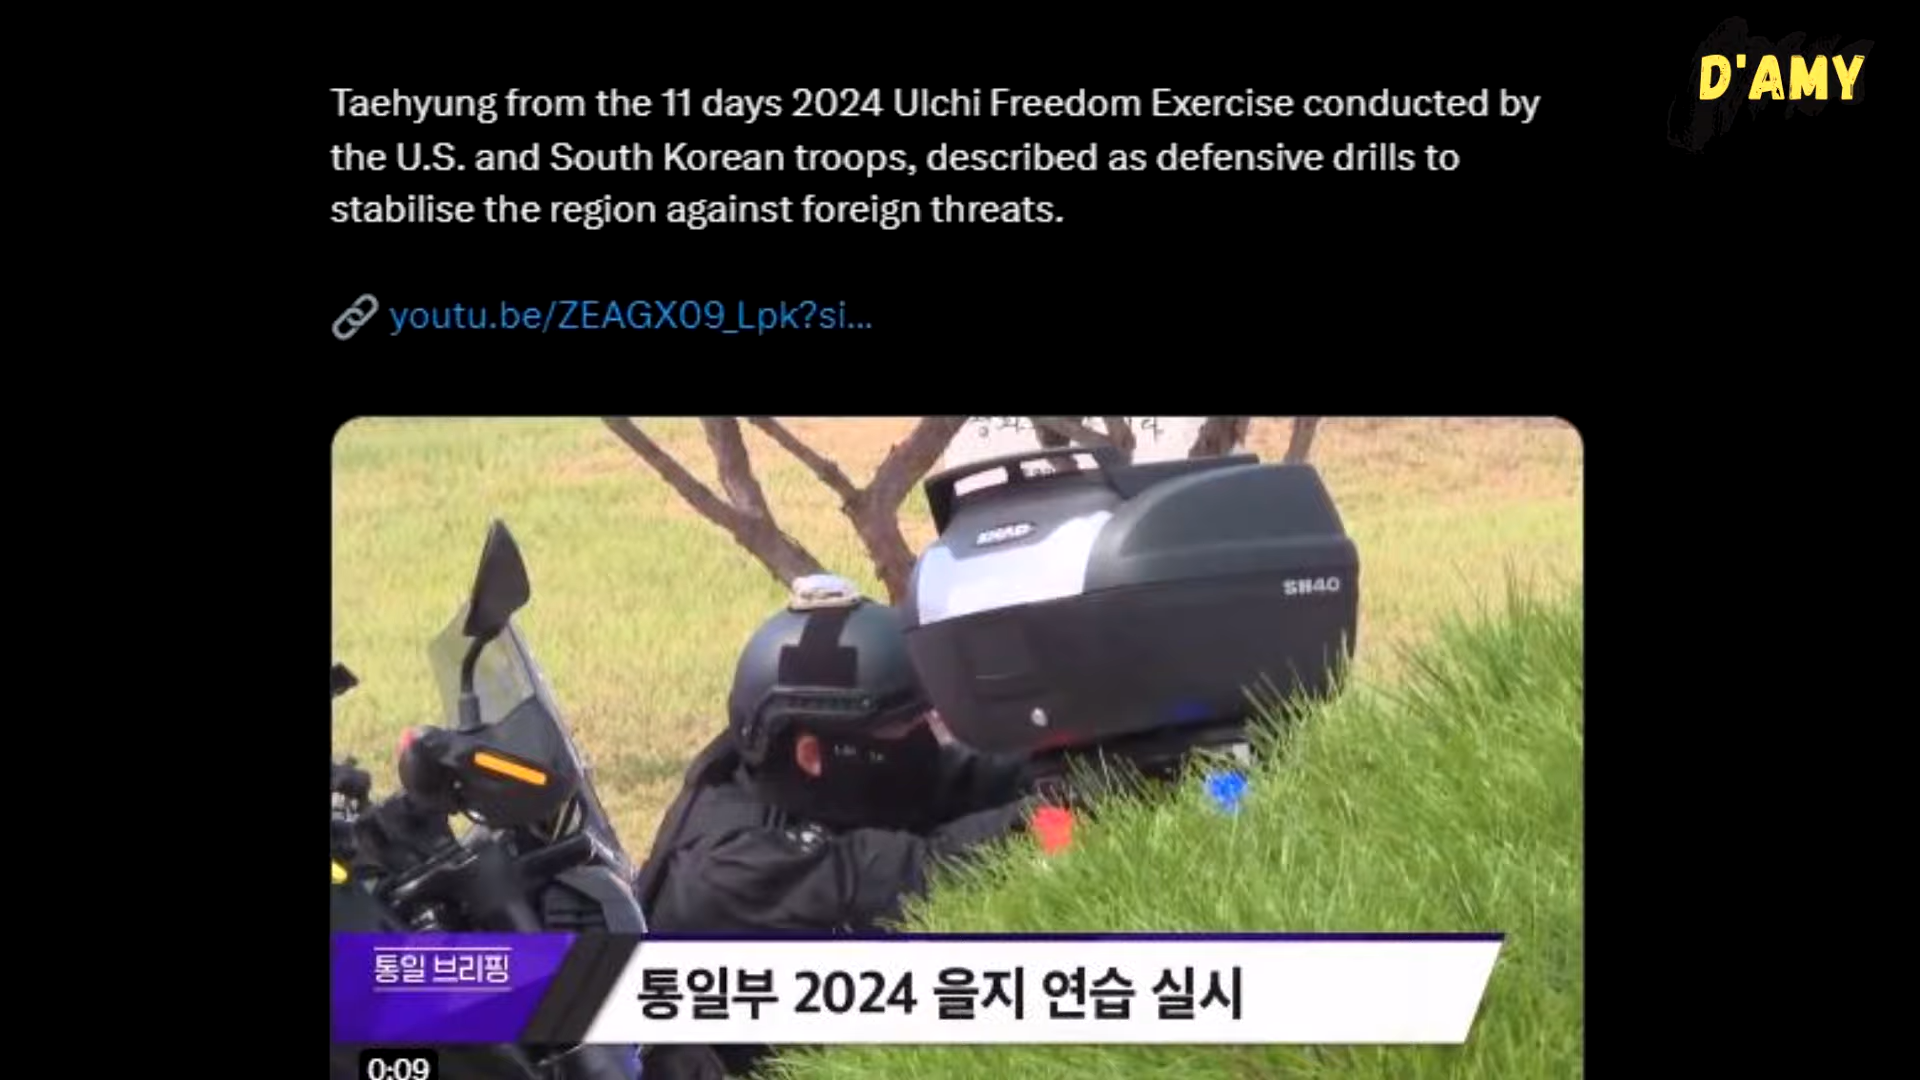 D'AMY
Taehyung from the 11 days 2024 Ulchi Freedom Exercise conducted by
the U.S. and South Korean troops, described as defensive drills to
stabilise the region against foreign threats.
youtu.be/ZEAGX09_Lpk?si...
SHAD
SH40
통일 브리핑
통일부 2024 을지 연습 실시
0:09